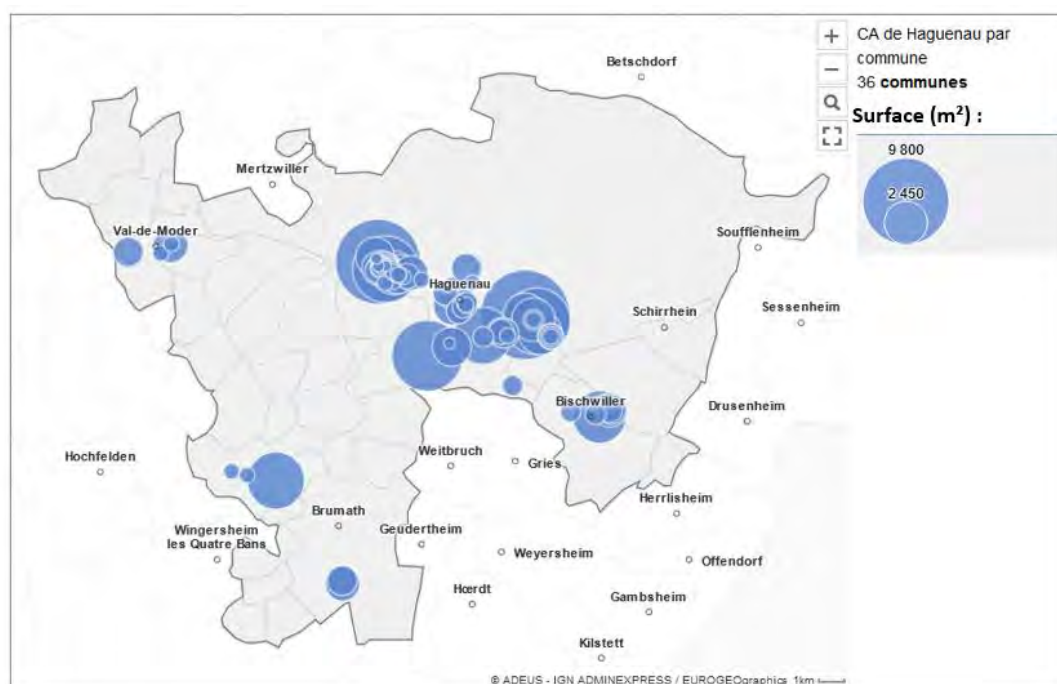 CA de Haguenau par
commune
36 communes
Surface (m²) :
9 800
2 450
Betschdorf
Mertzwiller
Val-de-Moder
Soufflenheim
Haguenau
Sessenheim
Schirrhein
Bischwiller
Drusenheim
Hochfelden
Weitbruch
Gries
Herrlisheim
Brumath
Wingersheim
les Quatre Bans
Geudertheim
Weyersheim
Offendorf
Hœrdt
Gambsheim
Kilstett
© ADEUS - IGN ADMINEXPRESS / EUROGEOgraphics 1km